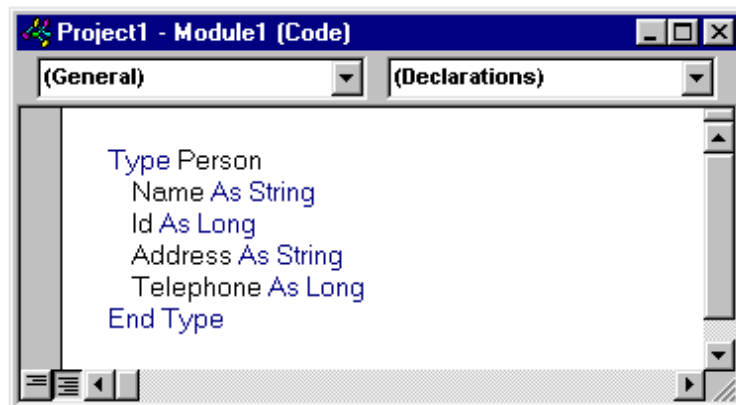 Project1 - Module1 (Code)
(General) (Declarations)
Type Person
Name As String
Id As Long
Address As String
Telephone As Long
End Type